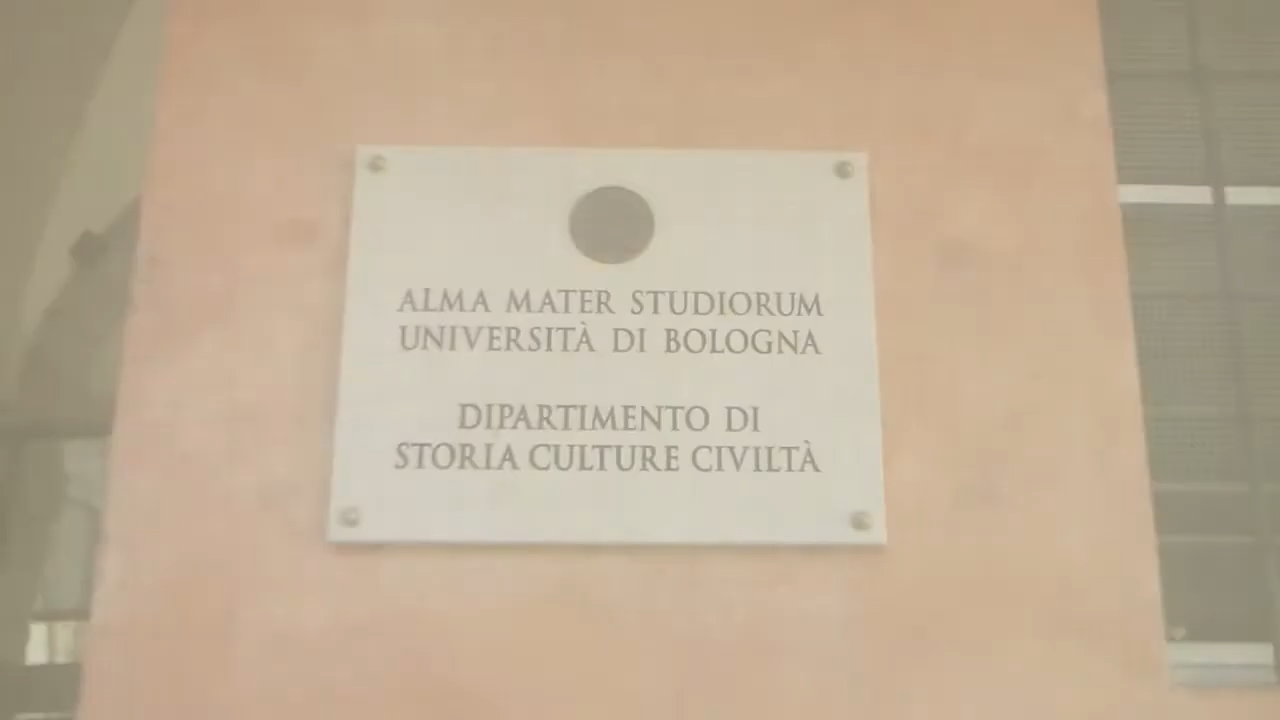 ALMA MATER STUDIORUM
UNIVERSITÀ DI BOLOGNA
DIPARTIMENTO DI
STORIA CULTURE CIVILTÀ